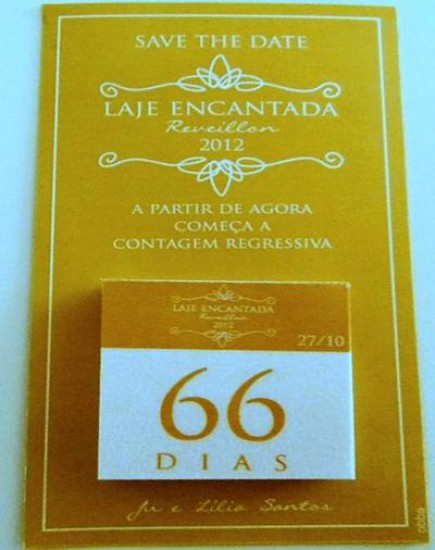 SAVE THE DATE
LAJE ENCANTADA
Reveillon
2012
A PARTIR DE AGORA
COMEÇA A
CONTAGEM REGRESSIVA
LAJE ENCANTADA
Reveillon
2012
27/10
66
DIAS
Jr e Lilia Santos
obba